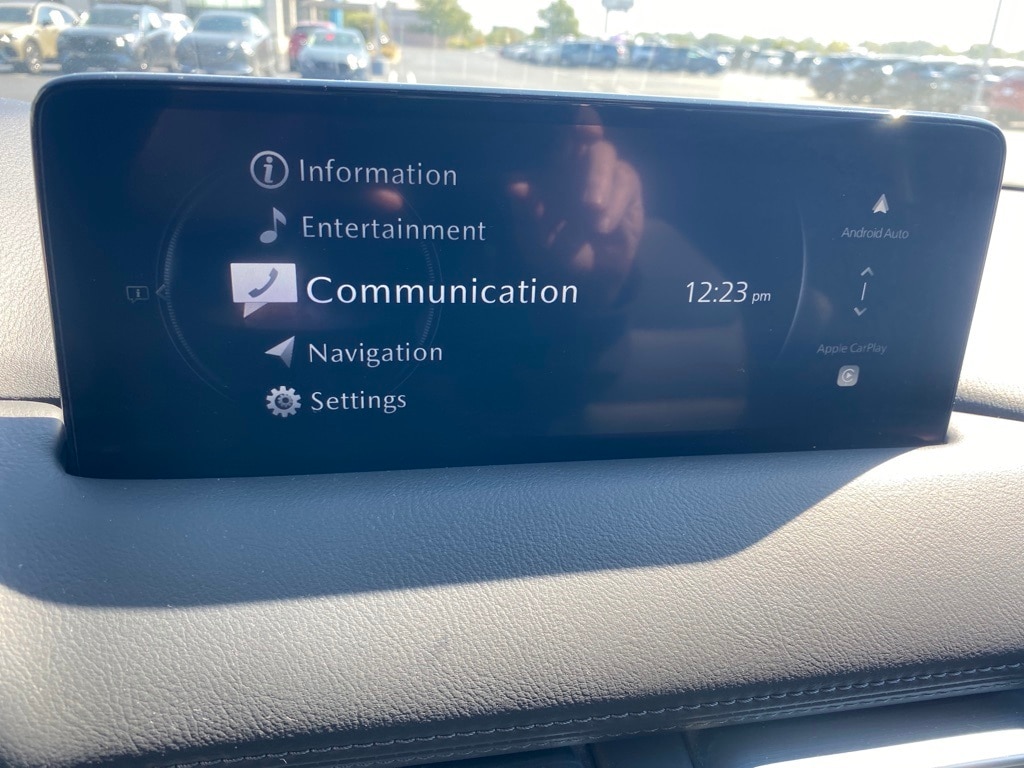 Information
Entertainment
Communication
12:23 pm
Navigation
Settings
Android Auto
Apple CarPlay